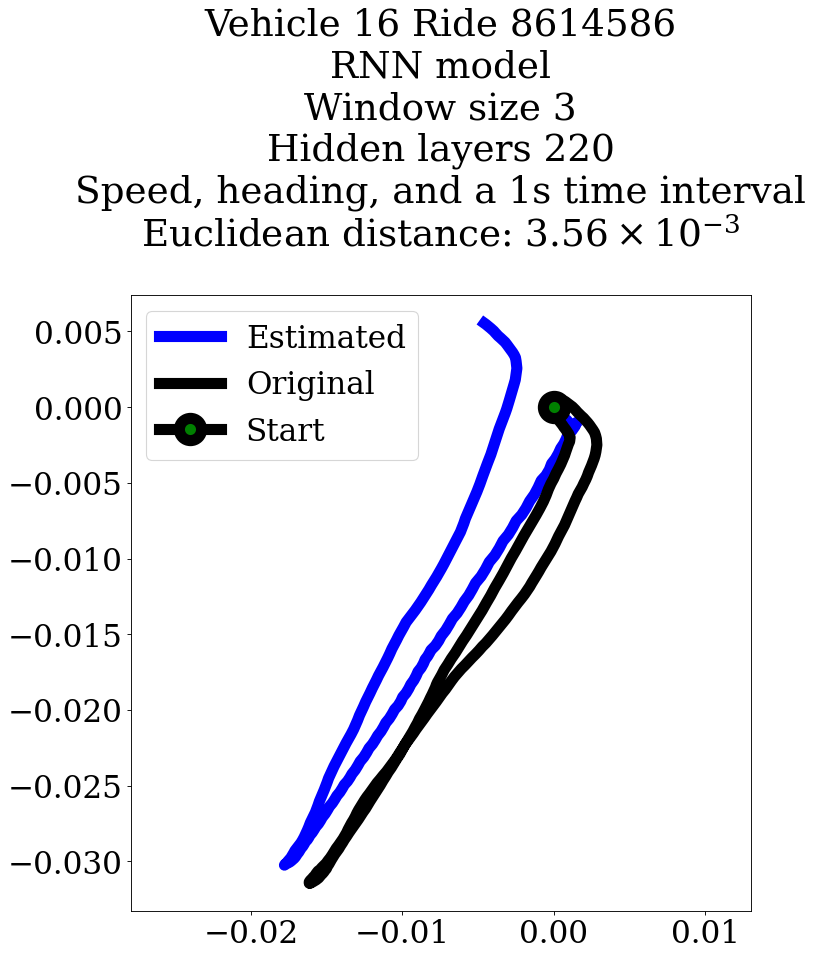 Vehicle 16 Ride 8614586
RNN model
Window size 3
Hidden layers 220
Speed, heading, and a 1s time interval
Euclidean distance: 3.56 × 10⁻³
Estimated
Original
Start
0.005
0.000
−0.005
−0.010
−0.015
−0.020
−0.025
−0.030
−0.02 −0.01 0.00 0.01